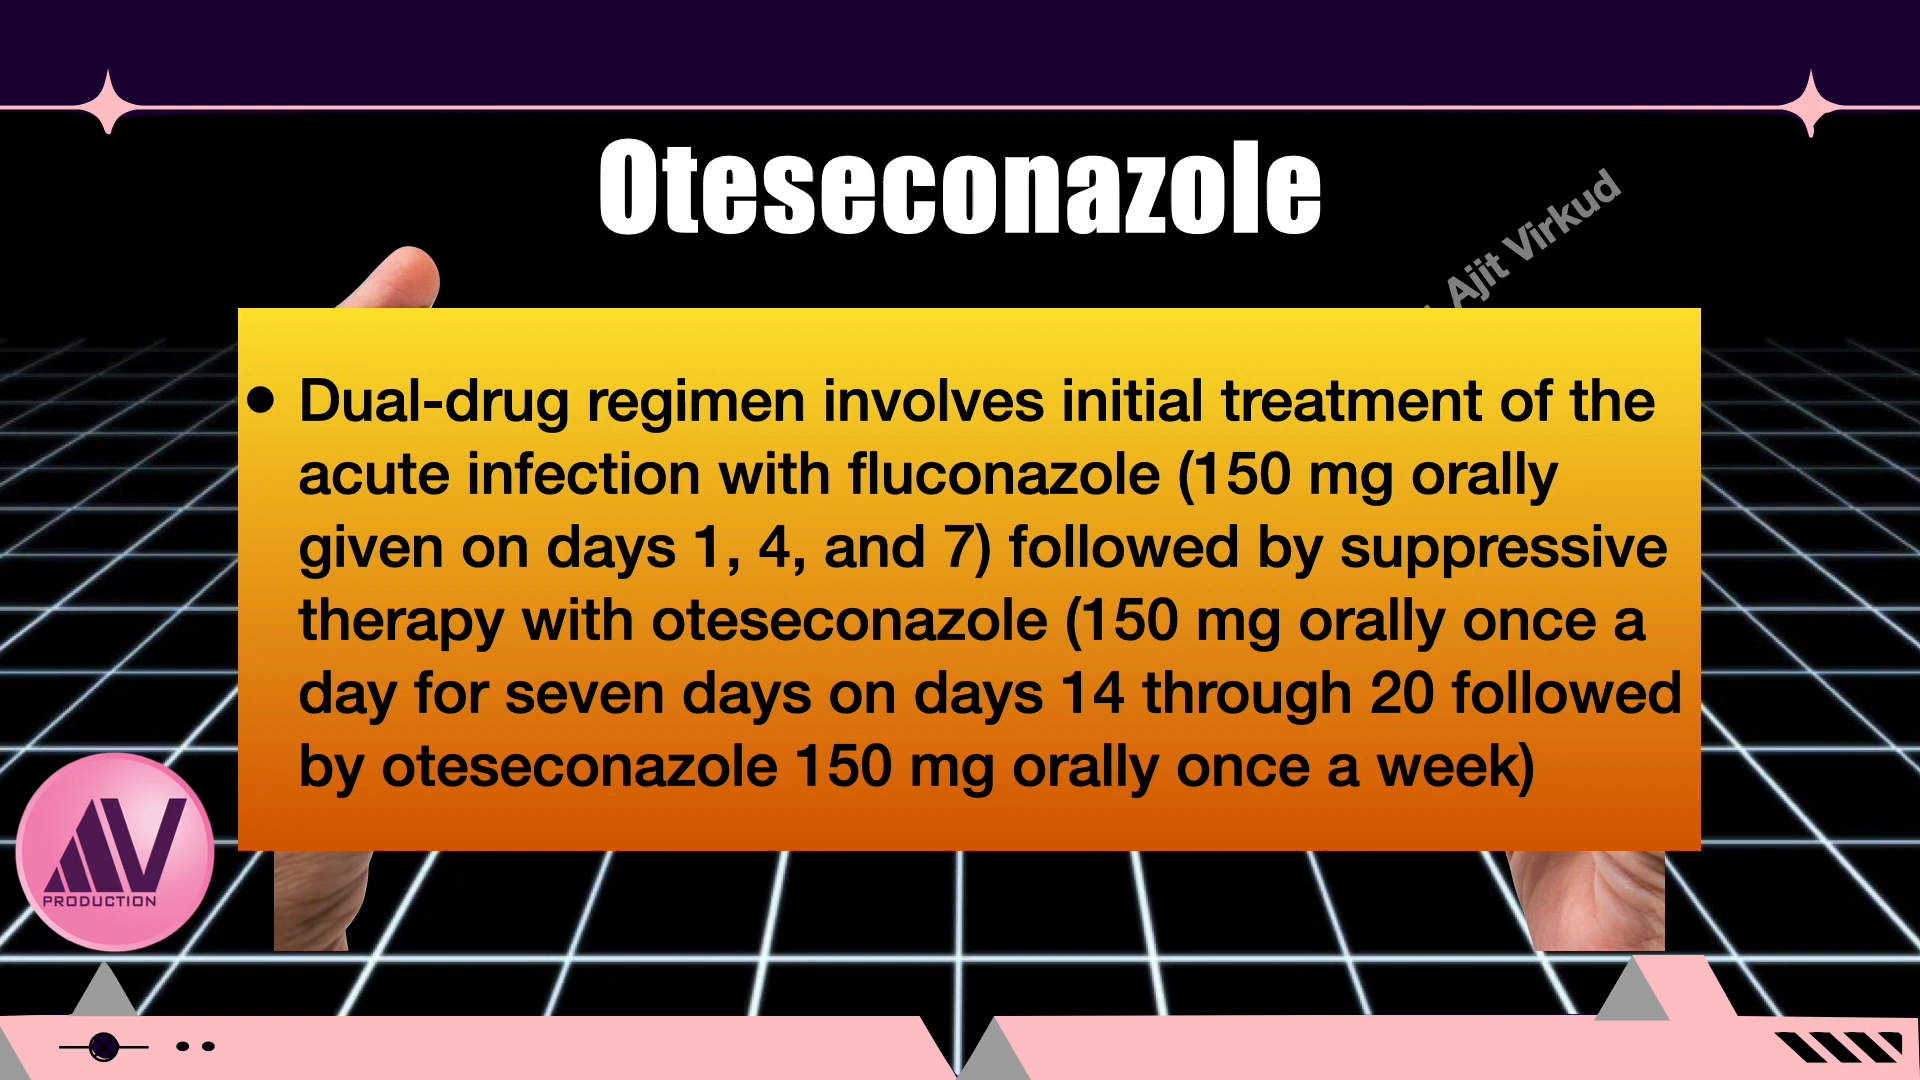 Oteseconazole
Ajit Virkud
• Dual-drug regimen involves initial treatment of the
acute infection with fluconazole (150 mg orally
given on days 1, 4, and 7) followed by suppressive
therapy with oteseconazole (150 mg orally once a
day for seven days on days 14 through 20 followed
by oteseconazole 150 mg orally once a week)
AV
PRODUCTION